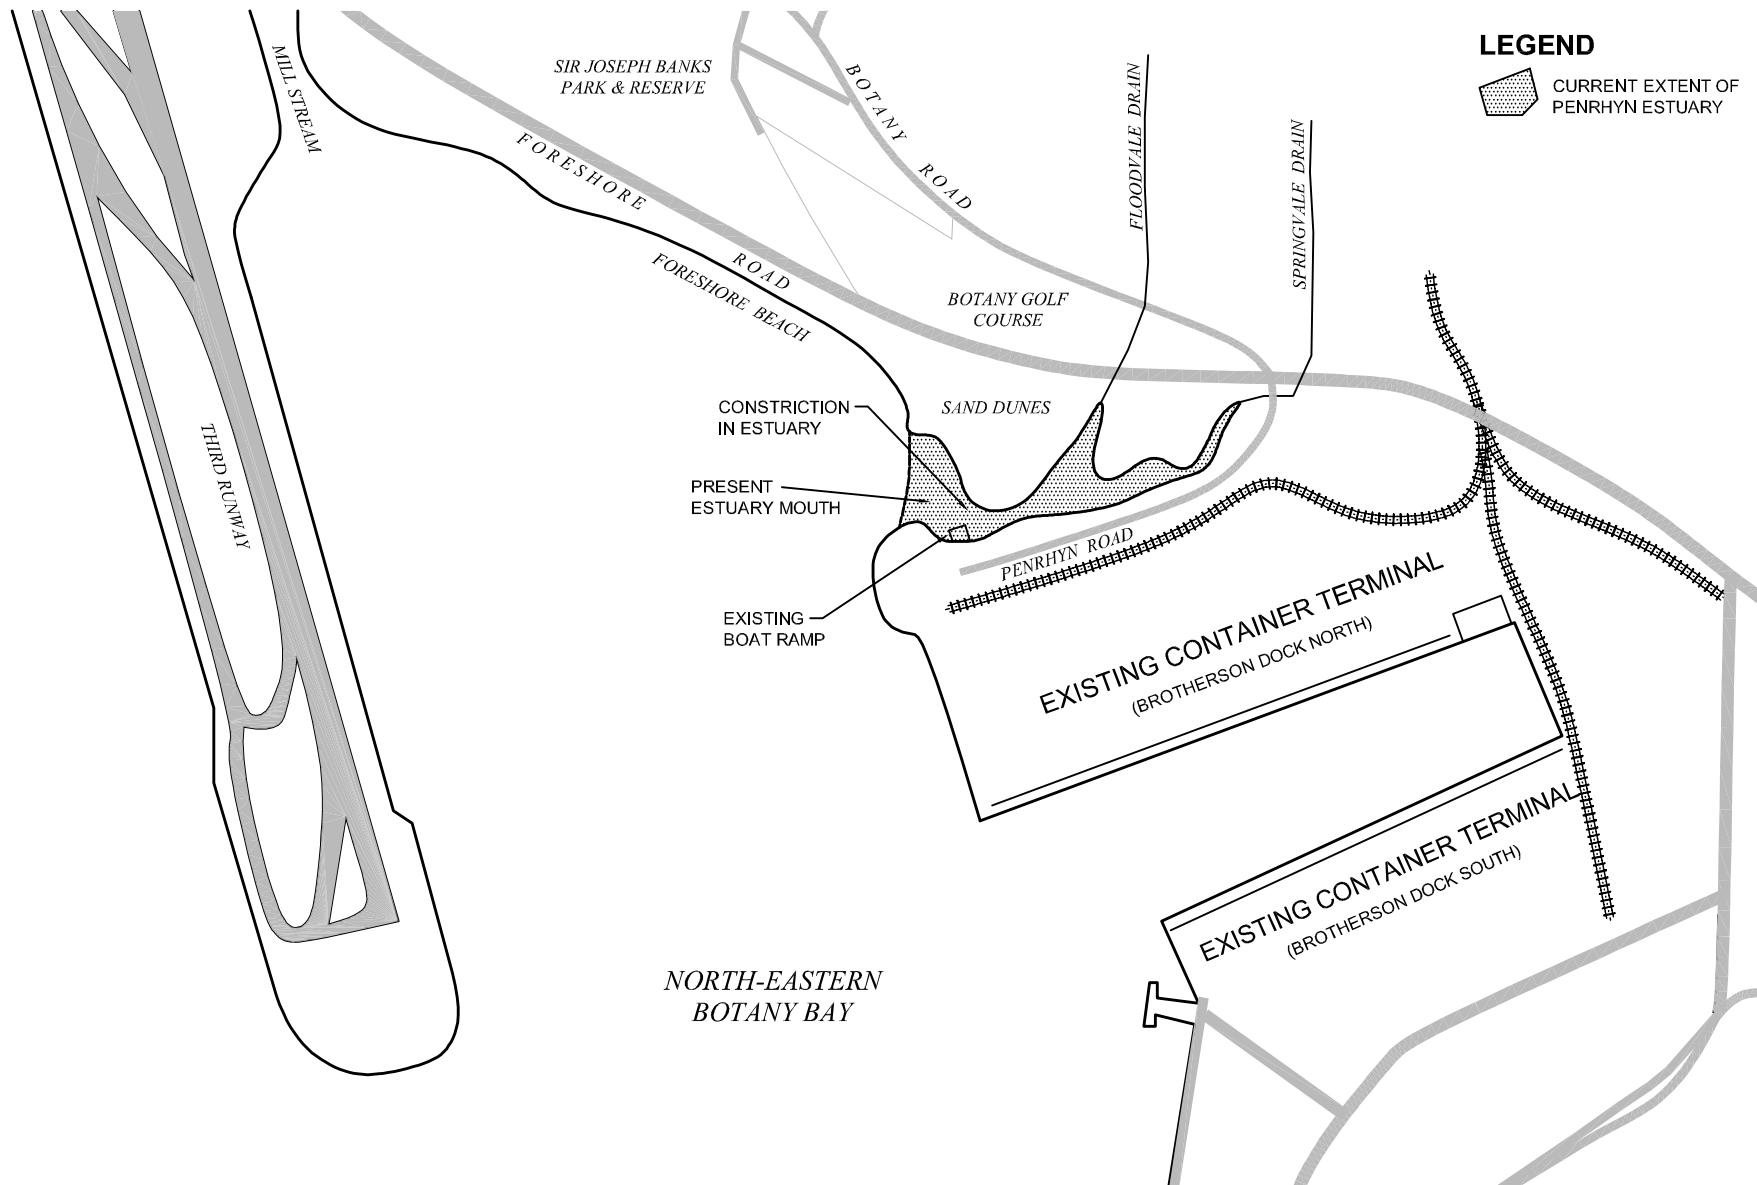 LEGEND
CURRENT EXTENT OF
PENRHYN ESTUARY
MILL STREAM
SIR JOSEPH BANKS
PARK & RESERVE
BOTANY ROAD
FLOODVALE DRAIN
SPRINGVALE DRAIN
FORESHORE ROAD
FORESHORE BEACH
BOTANY GOLF
COURSE
CONSTRICTION
IN ESTUARY
SAND DUNES
THIRD RUNWAY
PRESENT
ESTUARY MOUTH
PENRHYN ROAD
EXISTING
BOAT RAMP
EXISTING CONTAINER TERMINAL
(BROTHERSON DOCK NORTH)
EXISTING CONTAINER TERMINAL
(BROTHERSON DOCK SOUTH)
NORTH-EASTERN
BOTANY BAY